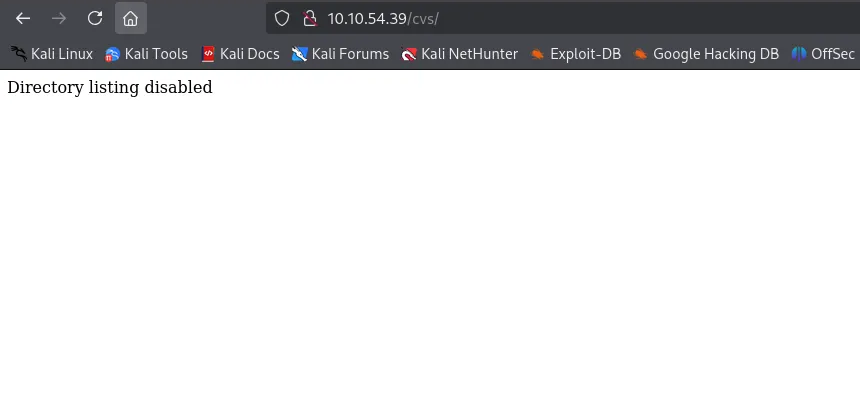 10.10.54.39/cvs/
Kali Linux Kali Tools Kali Docs Kali Forums Kali NetHunter Exploit-DB Google Hacking DB OffSec
Directory listing disabled